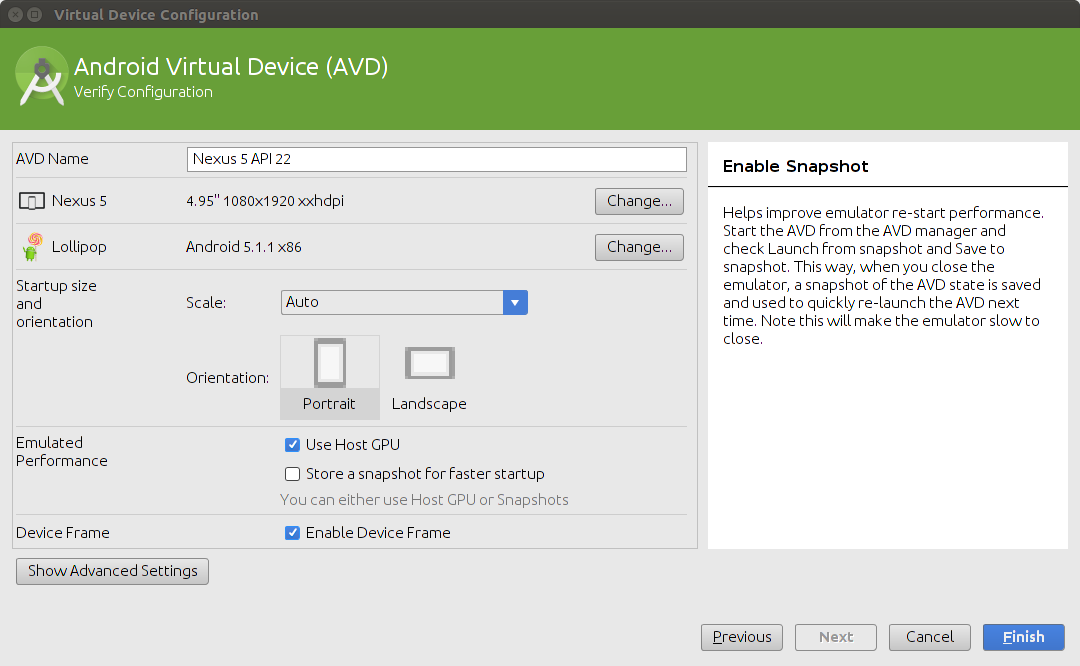 Virtual Device Configuration
Android Virtual Device (AVD)
Verify Configuration
AVD Name
Nexus 5 API 22
Nexus 5
4.95" 1080x1920 xxhdpi
Change...
Lollipop
Android 5.1.1 x86
Change...
Startup size
and
orientation
Scale:
Auto
Orientation:
Portrait
Landscape
Emulated
Performance
Use Host GPU
Store a snapshot for faster startup
You can either use Host GPU or Snapshots
Device Frame
Enable Device Frame
Show Advanced Settings
Enable Snapshot
Helps improve emulator re-start performance.
Start the AVD from the AVD manager and
check Launch from snapshot and Save to
snapshot. This way, when you close the
emulator, a snapshot of the AVD state is saved
and used to quickly re-launch the AVD next
time. Note this will make the emulator slow to
close.
Previous
Next
Cancel
Finish